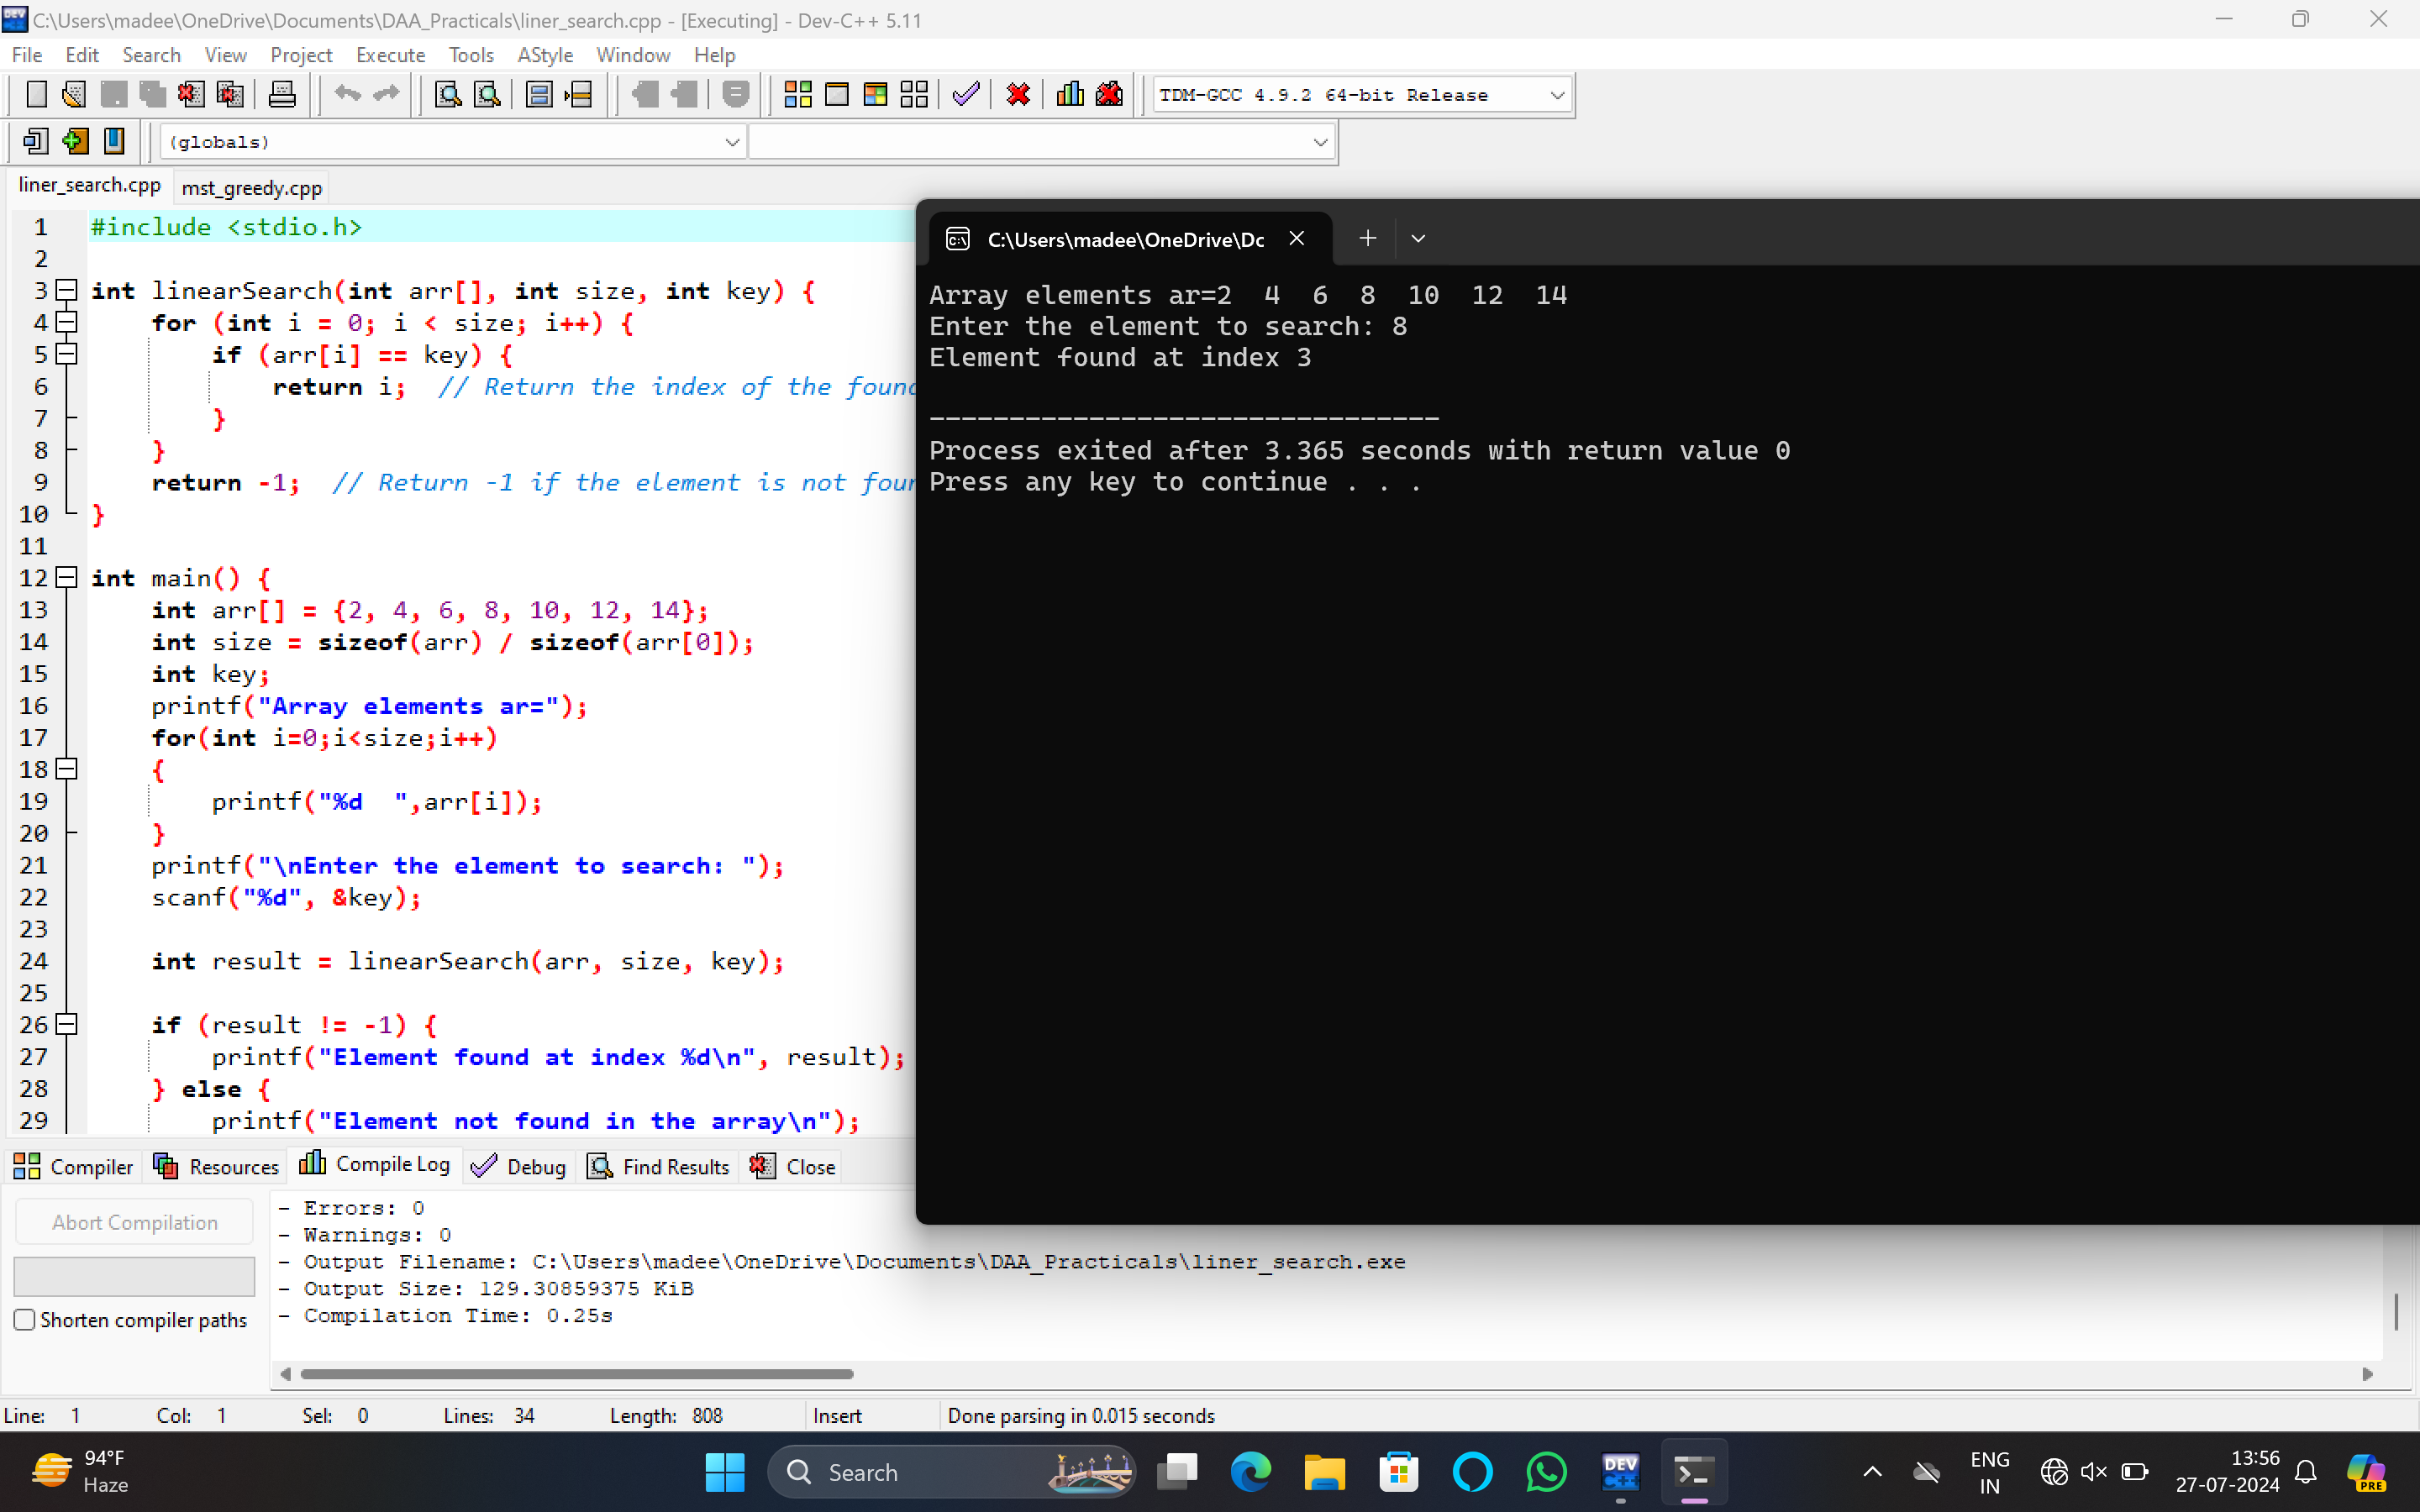 C:\Users\madee\OneDrive\Documents\DAA_Practicals\liner_search.cpp - [Executing] - Dev-C++ 5.11
File Edit Search View Project Execute Tools AStyle Window Help
TDM-GCC 4.9.2 64-bit Release
(globals)
liner_search.cpp mst_greedy.cpp
1 #include <stdio.h>
2
3 int linearSearch(int arr[], int size, int key) {
4 for (int i = 0; i < size; i++) {
5 if (arr[i] == key) {
6 return i; // Return the index of the found
7 }
8 }
9 return -1; // Return -1 if the element is not four
10 }
11
12 int main() {
13 int arr[] = {2, 4, 6, 8, 10, 12, 14};
14 int size = sizeof(arr) / sizeof(arr[0]);
15 int key;
16 printf("Array elements ar=");
17 for(int i=0;i<size;i++)
18 {
19 printf("%d  ",arr[i]);
20 }
21 printf("\nEnter the element to search: ");
22 scanf("%d", &key);
23
24 int result = linearSearch(arr, size, key);
25
26 if (result != -1) {
27 printf("Element found at index %d\n", result);
28 } else {
29 printf("Element not found in the array\n");
C:\Users\madee\OneDrive\Dc
Array elements ar=2  4  6  8  10  12  14
Enter the element to search: 8
Element found at index 3
--------------------------------
Process exited after 3.365 seconds with return value 0
Press any key to continue . . .
Compiler Resources Compile Log Debug Find Results Close
Abort Compilation
Shorten compiler paths
- Errors: 0
- Warnings: 0
- Output Filename: C:\Users\madee\OneDrive\Documents\DAA_Practicals\liner_search.exe
- Output Size: 129.30859375 KiB
- Compilation Time: 0.25s
Line: 1 Col: 1 Sel: 0 Lines: 34 Length: 808 Insert Done parsing in 0.015 seconds
94°F
Haze
Search
DEV
C++
ENG
IN
13:56
27-07-2024
PRE